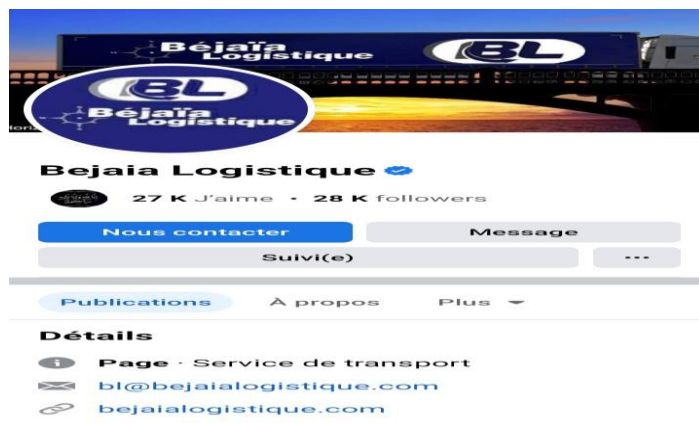 Béjaïa
Logistique
BL
BL
Béjaïa
Logistique
Bejaia Logistique
27 K J'aime • 28 K followers
Nous contacter
Message
Suivi(e)
...
Publications
À propos
Plus
Détails
Page · Service de transport
bl@bejaialogistique.com
bejaialogistique.com